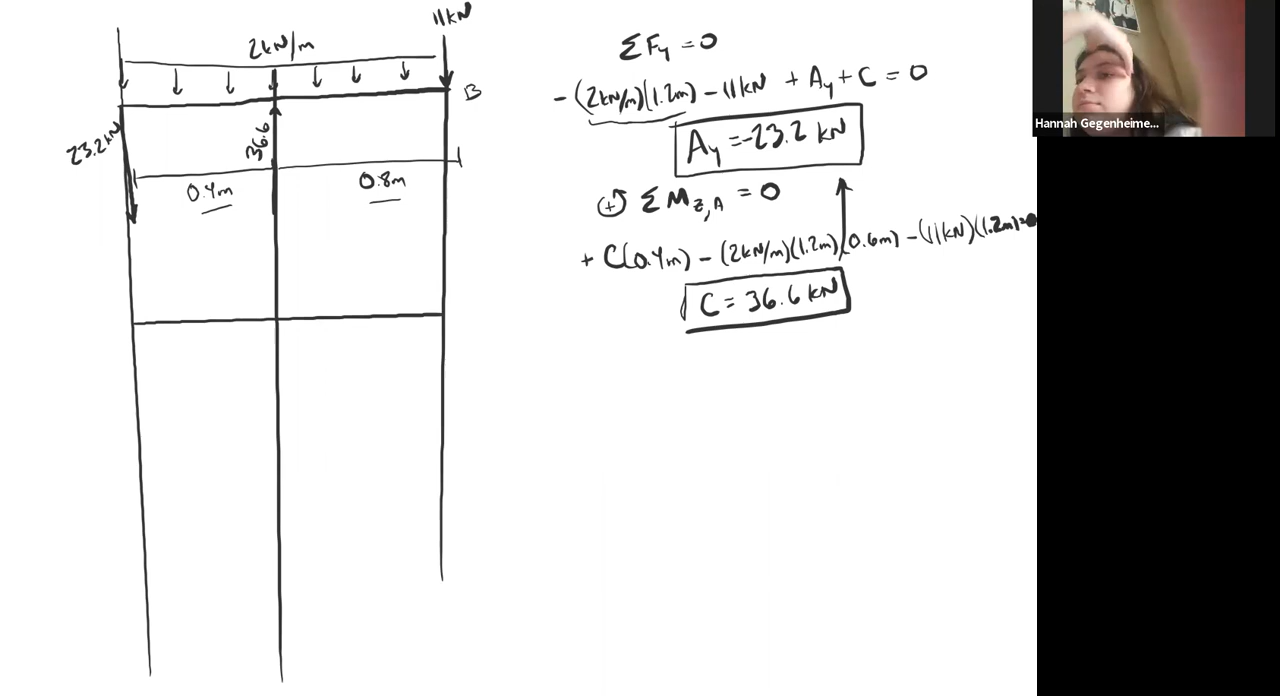 11kN
2kN/m
B
23.2kN
36.6
0.4m
0.8m
ΣFy = 0
-(2kN/m)(1.2m) - 11kN + Ay + C = 0
Ay = -23.2 kN
(+) ΣMz,A = 0
+ C(0.4m) - (2kN/m)(1.2m)(0.6m) - (11kN)(1.2m)=0
C = 36.6 kN
Hannah Gegenheime...